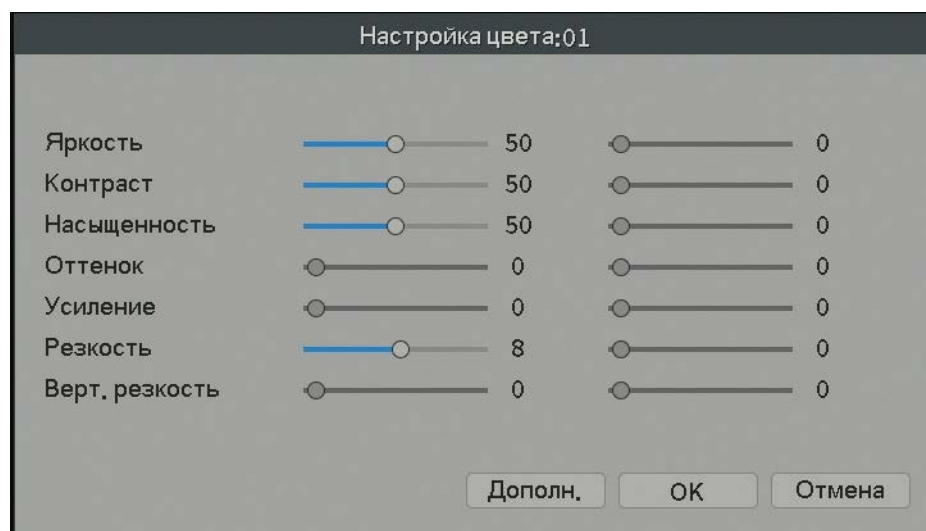 Настройка цвета:01
Яркость 50 0
Контраст 50 0
Насыщенность 50 0
Оттенок 0 0
Усиление 0 0
Резкость 8 0
Верт. резкость 0 0
Дополн. OK Отмена